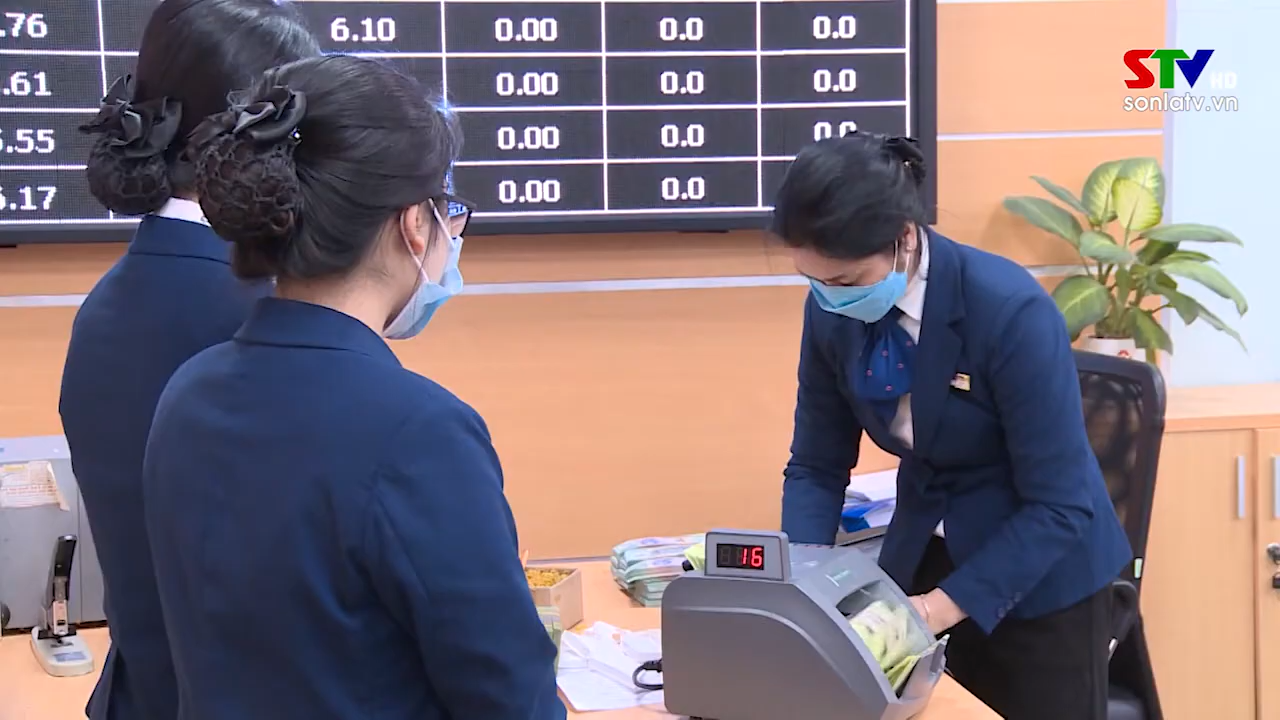 .76 6.10 0.00 0.0 0.0
.61 0.00 0.0 0.0
5.55 0.00 0.0 0.0
6.17 0.00 0.0
STV HD
sonlatv.vn
16